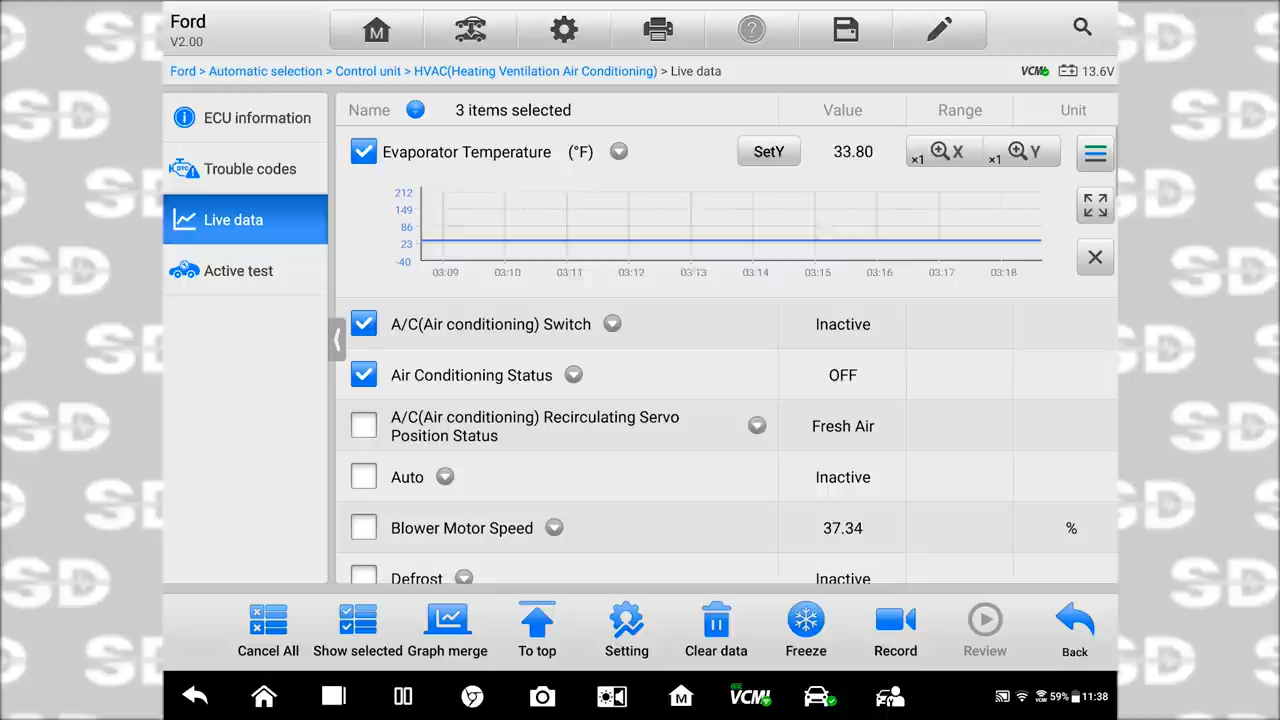 Ford
V2.00
M
?
Ford > Automatic selection > Control unit > HVAC(Heating Ventilation Air Conditioning) > Live data
VCMI
13.6V
ECU information
Trouble codes
Live data
Active test
Name
3 items selected
Value
Range
Unit
Evaporator Temperature (°F)
SetY
33.80
x1 X
x1 Y
212
149
86
23
-40
03:09
03:10
03:11
03:12
03:13
03:14
03:15
03:16
03:17
03:18
A/C(Air conditioning) Switch
Inactive
Air Conditioning Status
OFF
A/C(Air conditioning) Recirculating Servo
Position Status
Fresh Air
Auto
Inactive
Blower Motor Speed
37.34
%
Defrost
Inactive
Cancel All
Show selected
Graph merge
To top
Setting
Clear data
Freeze
Record
Review
Back
M
VCMI
59%
11:38
SD